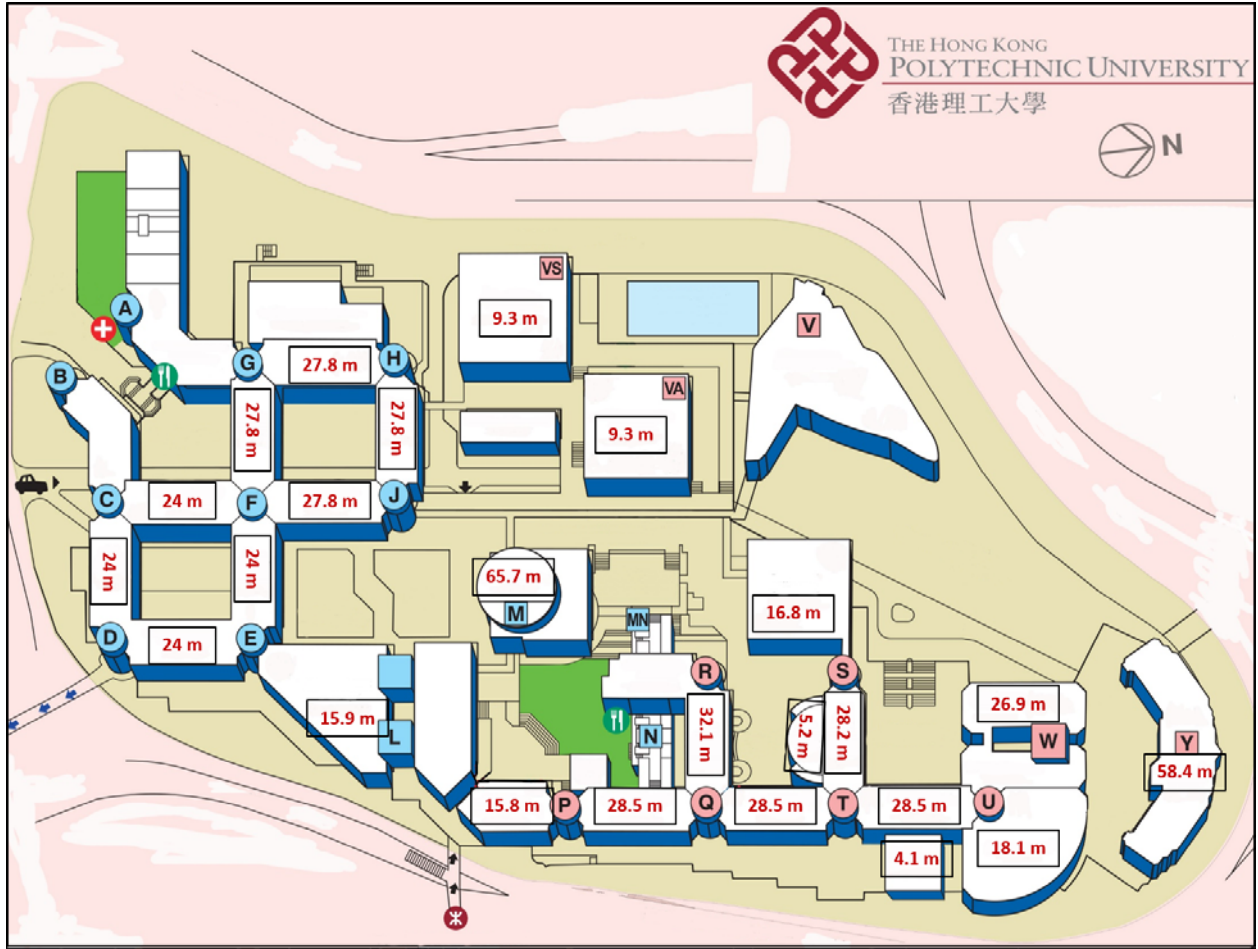 THE HONG KONG
POLYTECHNIC UNIVERSITY
香港理工大學
N
VS
9.3 m
A
V
G
27.8 m
H
B
VA
27.8 m
27.8 m
9.3 m
C
24 m
F
27.8 m
J
24 m
24 m
65.7 m
M
16.8 m
MN
D
24 m
E
R
S
15.9 m
L
N
32.1 m
5.2 m
28.2 m
26.9 m
W
Y
58.4 m
15.8 m
P
28.5 m
Q
28.5 m
T
28.5 m
U
4.1 m
18.1 m